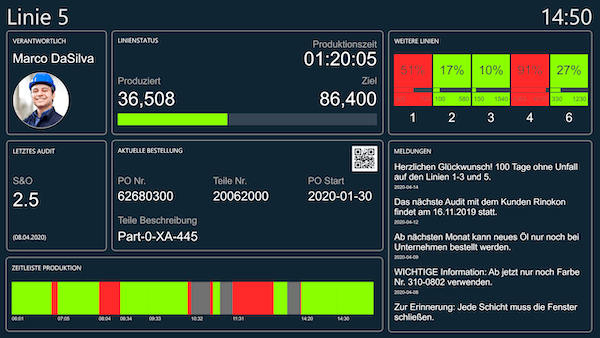 Linie 5
14:50
VERANTWORTLICH
Marco DaSilva
LINIENSTATUS
Produktionszeit
01:20:05
Produziert
Ziel
36,508
86,400
WEITERE LINIEN
51% 17% 10% 91% 27%
100 580 150 1540 330 1230
1 2 3 4 6
LETZTES AUDIT
S&O
2.5
(08.04.2020)
AKTUELLE BESTELLUNG
PO Nr. Teile Nr. PO Start
62680300 20062000 2020-01-30
Teile Beschreibung
Part-0-XA-445
MELDUNGEN
Herzlichen Glückwunsch! 100 Tage ohne Unfall
auf den Linien 1-3 und 5.
2020-04-14
Das nächste Audit mit dem Kunden Rinokon
findet am 16.11.2019 statt.
2020-04-12
Ab nächsten Monat kann neues Öl nur noch bei
Unternehmen bestellt werden.
2020-04-09
WICHTIGE Information: Ab jetzt nur noch Farbe
Nr. 310-0802 verwenden.
2020-04-08
Zur Erinnerung: Jede Schicht muss die Fenster
schließen.
ZEITLEISTE PRODUKTION
06:01 07:05 08:04 08:34 09:33 10:32 11:31 14:20 14:30